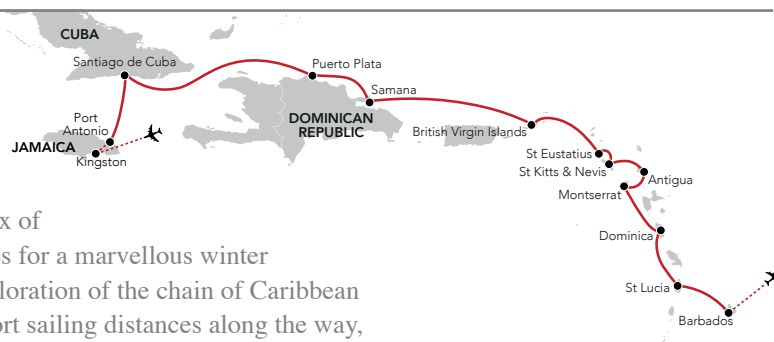 CUBA
Santiago de Cuba
Puerto Plata
Samana
Port
Antonio
DOMINICAN
REPUBLIC
British Virgin Islands
JAMAICA
Kingston
St Eustatius
St Kitts & Nevis
Antigua
Montserrat
Dominica
St Lucia
Barbados
x of
es for a marvellous winter
loration of the chain of Caribbean
ort sailing distances along the way,